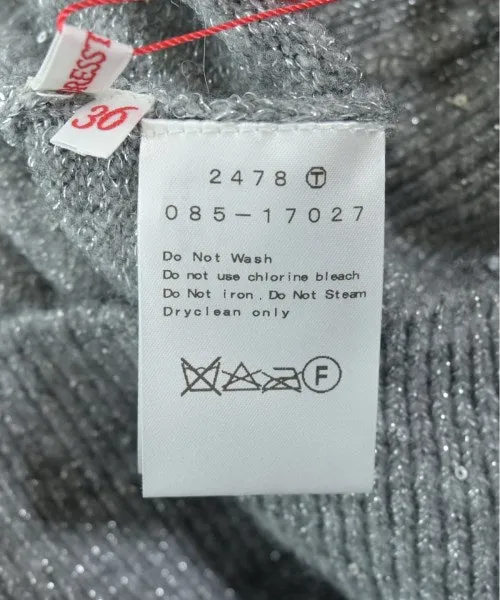 RESS'T
36
2478 Ⓣ
085-17027
Do Not Wash
Do not use chlorine bleach
Do Not iron. Do Not Steam
Dryclean only
F